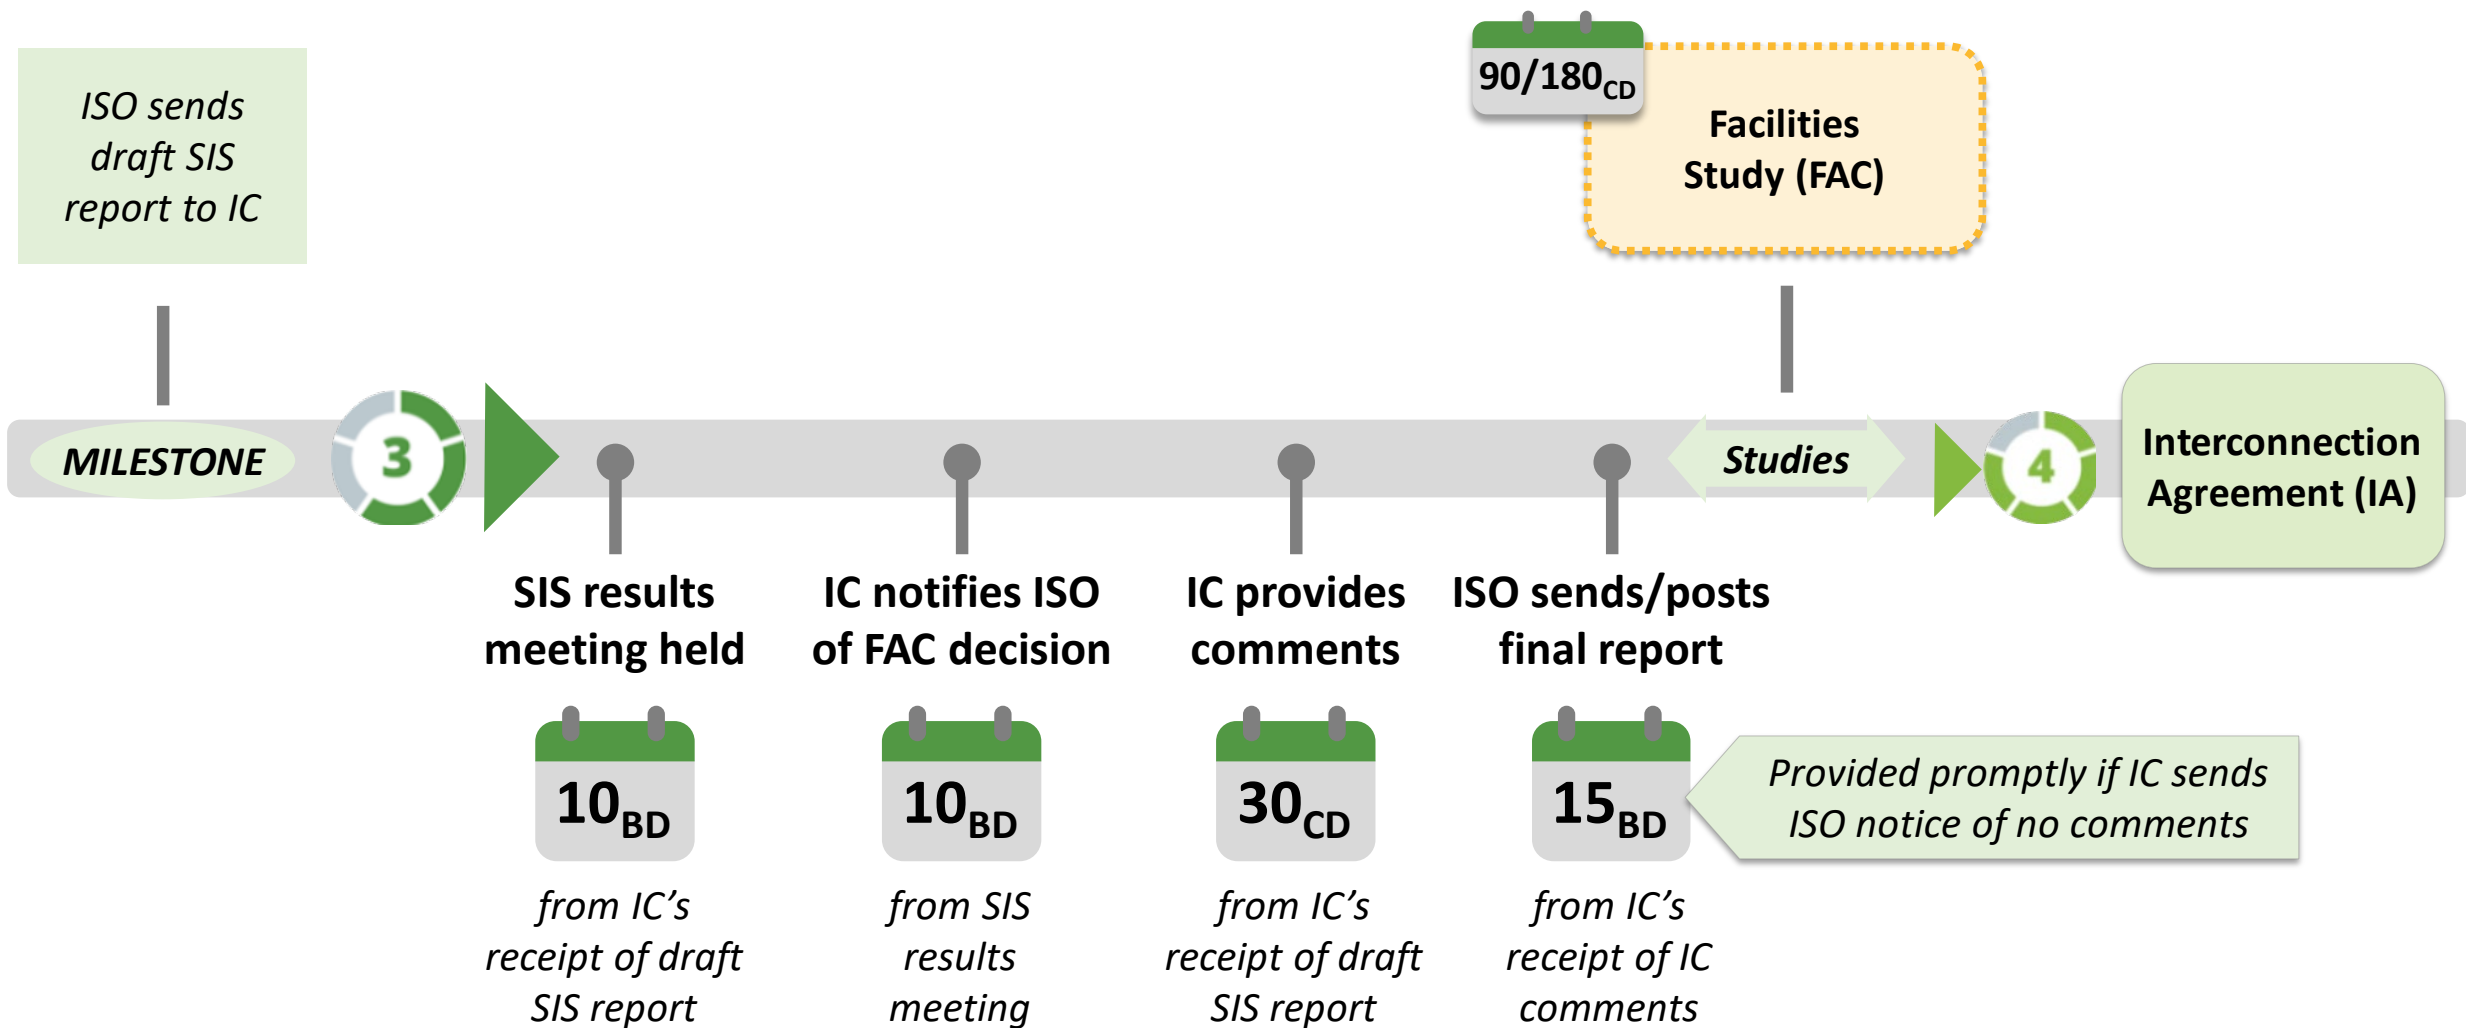 ISO sends
draft SIS
report to IC
90/180CD
Facilities
Study (FAC)
MILESTONE
3
Studies
4
Interconnection
Agreement (IA)
SIS results
meeting held
10BD
from IC’s
receipt of draft
SIS report
IC notifies ISO
of FAC decision
10BD
from SIS
results
meeting
IC provides
comments
30CD
from IC’s
receipt of draft
SIS report
ISO sends/posts
final report
15BD
from IC’s
receipt of IC
comments
Provided promptly if IC sends
ISO notice of no comments